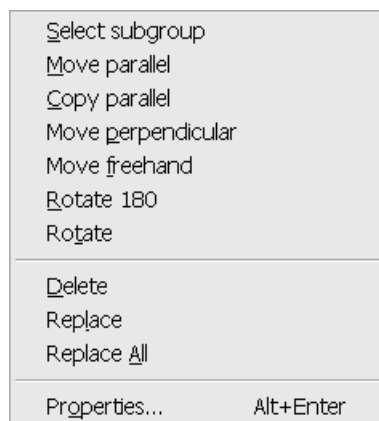 Select subgroup
Move parallel
Copy parallel
Move perpendicular
Move freehand
Rotate 180
Rotate
Delete
Replace
Replace All
Properties... Alt+Enter